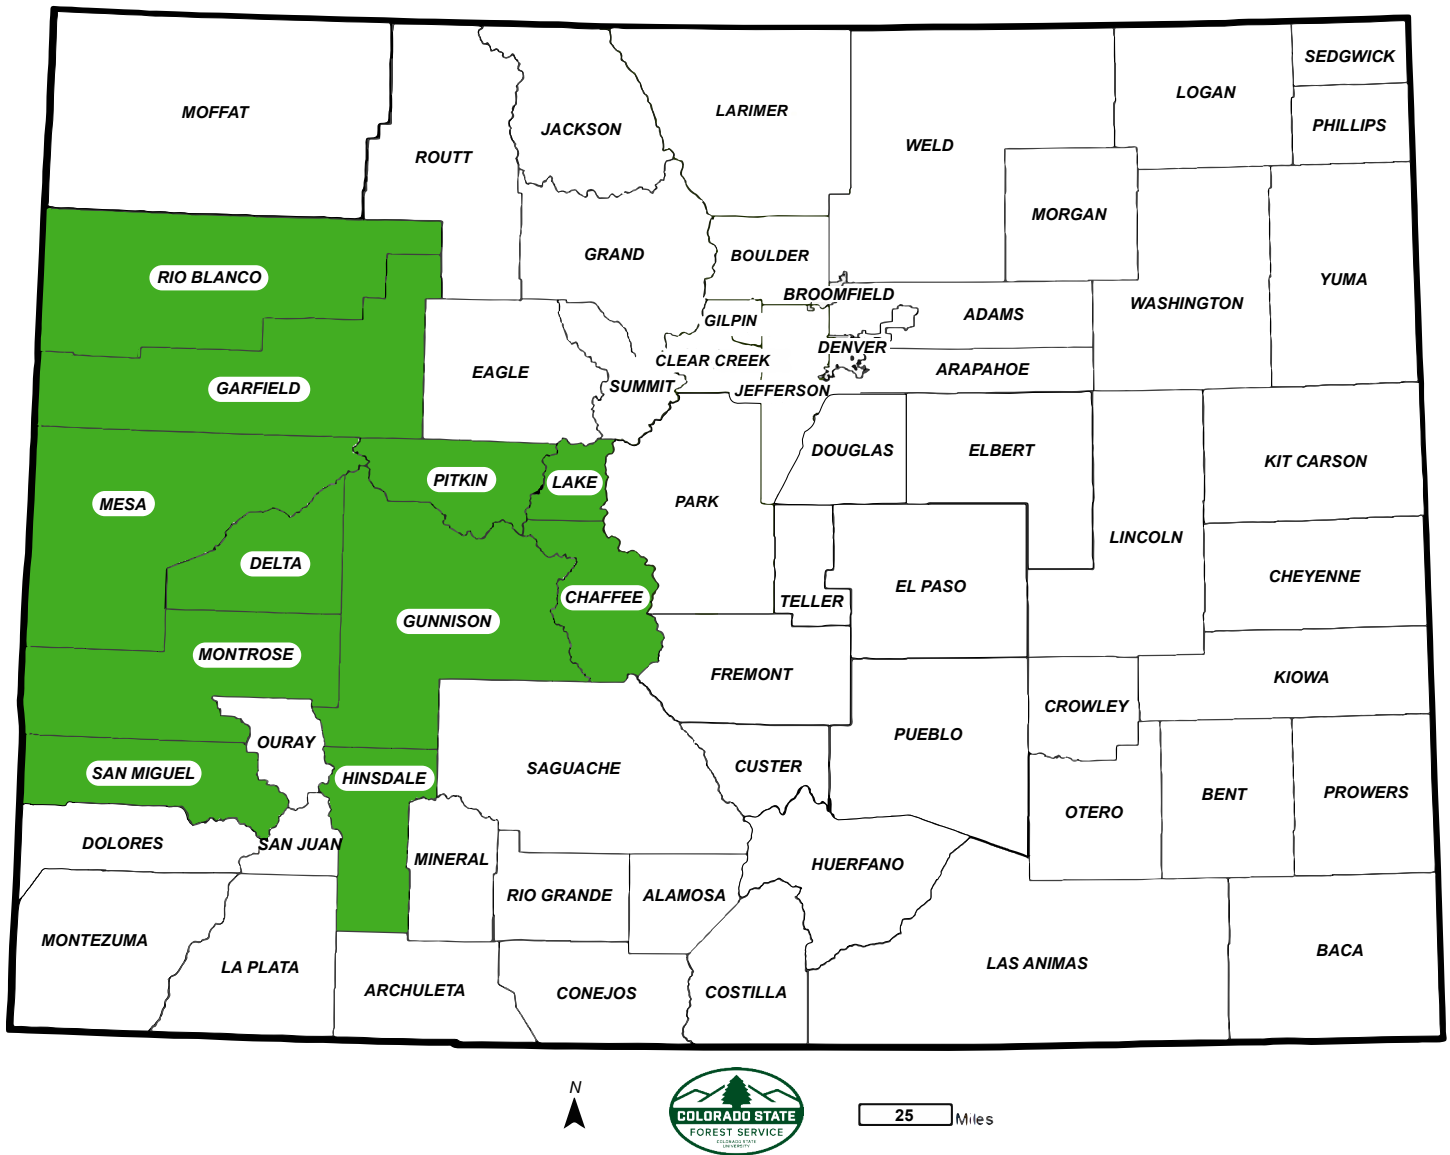 SEDGWICK
LOGAN
MOFFAT
LARIMER
PHILLIPS
JACKSON
WELD
ROUTT
MORGAN
GRAND
BOULDER
RIO BLANCO
YUMA
BROOMFIELD
WASHINGTON
ADAMS
GILPIN
DENVER
CLEAR CREEK
ARAPAHOE
EAGLE
SUMMIT
GARFIELD
JEFFERSON
DOUGLAS
ELBERT
KIT CARSON
PITKIN
LAKE
PARK
MESA
LINCOLN
DELTA
CHEYENNE
EL PASO
CHAFFEE
TELLER
GUNNISON
MONTROSE
FREMONT
KIOWA
CROWLEY
PUEBLO
OURAY
CUSTER
SAGUACHE
SAN MIGUEL
HINSDALE
BENT
PROWERS
OTERO
DOLORES
SAN JUAN
MINERAL
HUERFANO
RIO GRANDE
ALAMOSA
MONTEZUMA
BACA
LAS ANIMAS
LA PLATA
ARCHULETA
CONEJOS
COSTILLA
N
COLORADO STATE
FOREST SERVICE
COLORADO STATE
UNIVERSITY
25 Miles